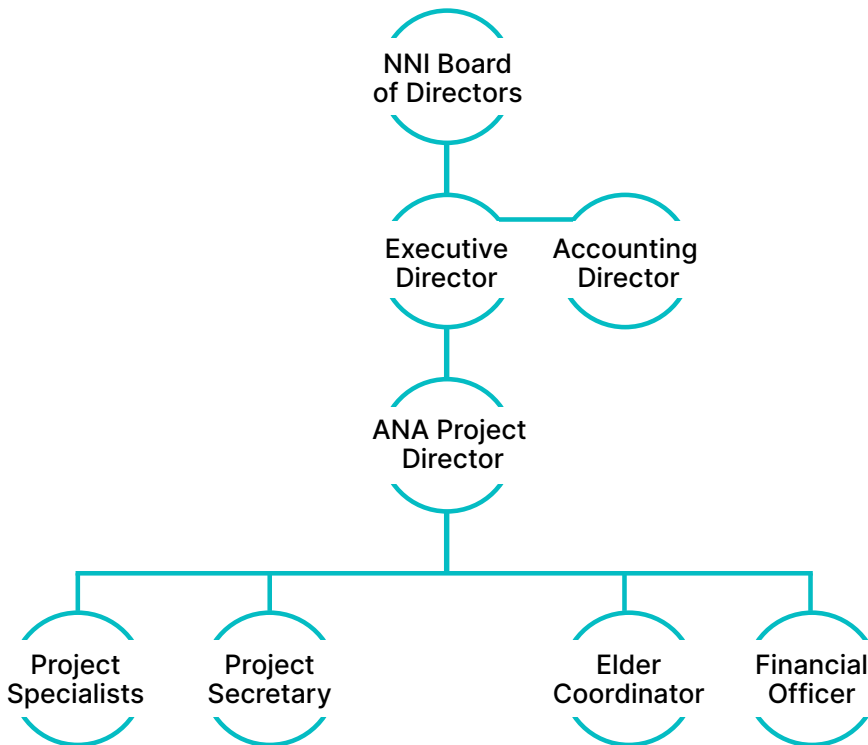 NNI Board
of Directors
Executive
Director
Accounting
Director
ANA Project
Director
Project
Specialists
Project
Secretary
Elder
Coordinator
Financial
Officer